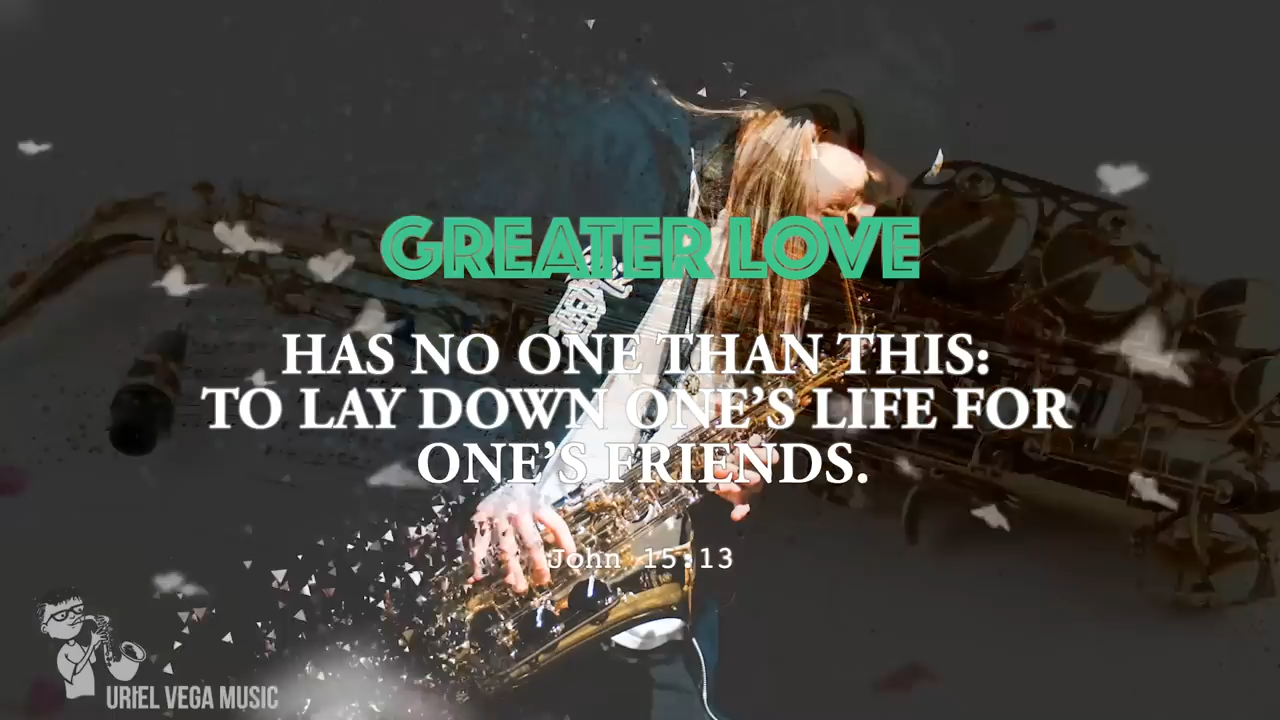 GREATER LOVE
HAS NO ONE THAN THIS:
TO LAY DOWN ONE’S LIFE FOR
ONE’S FRIENDS.
John 15:13
URIEL VEGA MUSIC